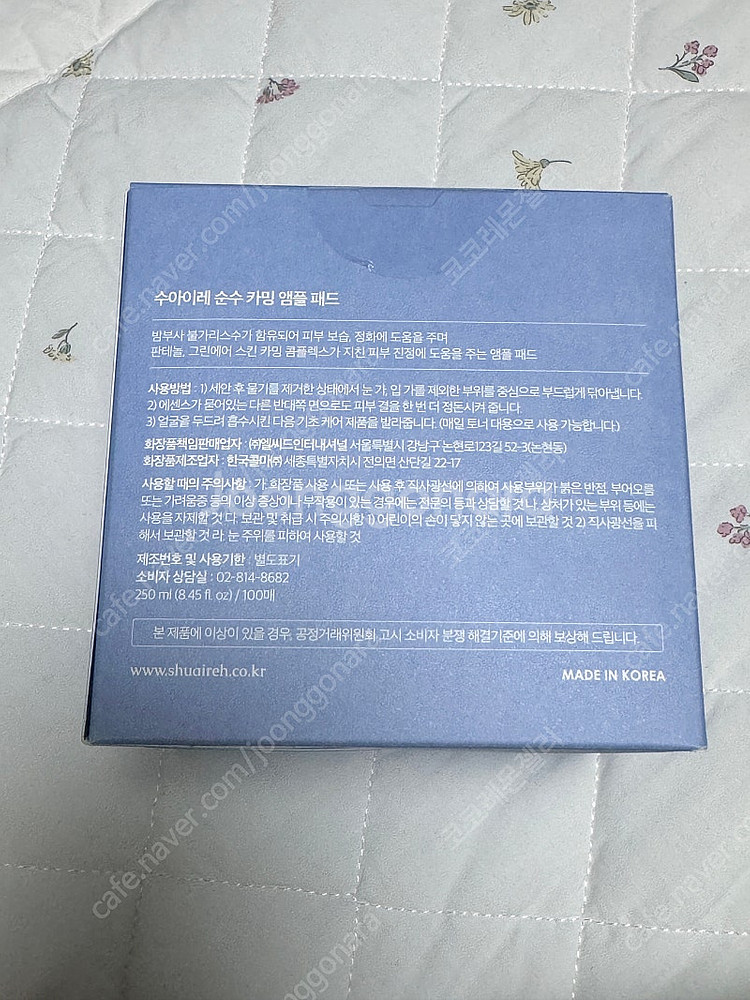 수아이레 순수 카밍 앰플 패드
밤부사 불가리스수가 함유되어 피부 보습, 정화에 도움을 주며
판테놀, 그린에어 스킨 카밍 콤플렉스가 지친 피부 진정에 도움을 주는 앰플 패드
사용방법 : 1) 세안 후 물기를 제거한 상태에서 눈 가, 입 가를 제외한 부위를 중심으로 부드럽게 닦아냅니다.
2) 에센스가 묻어있는 다른 반대쪽 면으로도 피부 결을 한 번 더 정돈시켜 줍니다.
3) 얼굴을 두드려 흡수시킨 다음 기초 케어 제품을 발라줍니다. (매일 토너 대용으로 사용 가능합니다.)
화장품책임판매업자 : ㈜엘씨드인터내셔널 서울특별시 강남구 논현로123길 52-3(논현동)
화장품제조업자 : 한국콜마㈜ 세종특별자치시 전의면 산단길 22-17
사용할 때의 주의사항 : 가. 화장품 사용 시 또는 사용 후 직사광선에 의하여 사용부위가 붉은 반점, 부어오름
또는 가려움증 등의 이상 증상이나 부작용이 있는 경우에는 전문의 등과 상담할 것 나. 상처가 있는 부위 등에는
사용을 자제할 것 다. 보관 및 취급 시 주의사항 1) 어린이의 손이 닿지 않는 곳에 보관할 것 2) 직사광선을 피
해서 보관할 것 라. 눈 주위를 피하여 사용할 것
제조번호 및 사용기한 : 별도표기
소비자 상담실 : 02-814-8682
250 ml (8.45 fl. oz) / 100매
본 제품에 이상이 있을 경우, 공정거래위원회 고시 소비자 분쟁 해결기준에 의해 보상해 드립니다.
www.shuaireh.co.kr
MADE IN KOREA
cafe.naver.com/joonggonara
코코레몬젤러